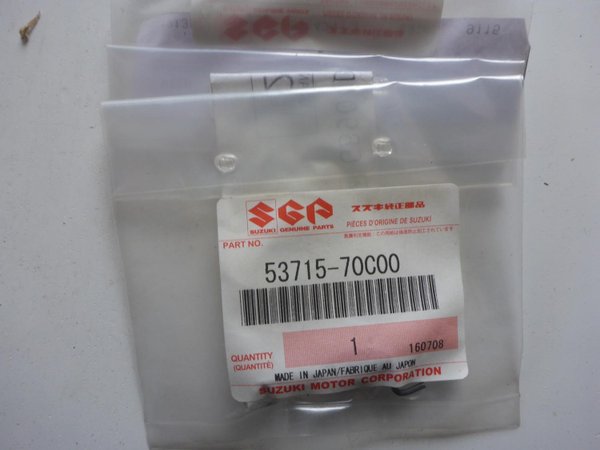 SGP
スズキ純正部品
SUZUKI GENUINE PARTS
PIECES D'ORIGINE DE SUZUKI
PART NO.
53715-70C00
QUANTITY
(QUANTITÉ)
1
160708
MADE IN JAPAN/FABRIQUE AU JAPON
SUZUKI MOTOR CORPORATION